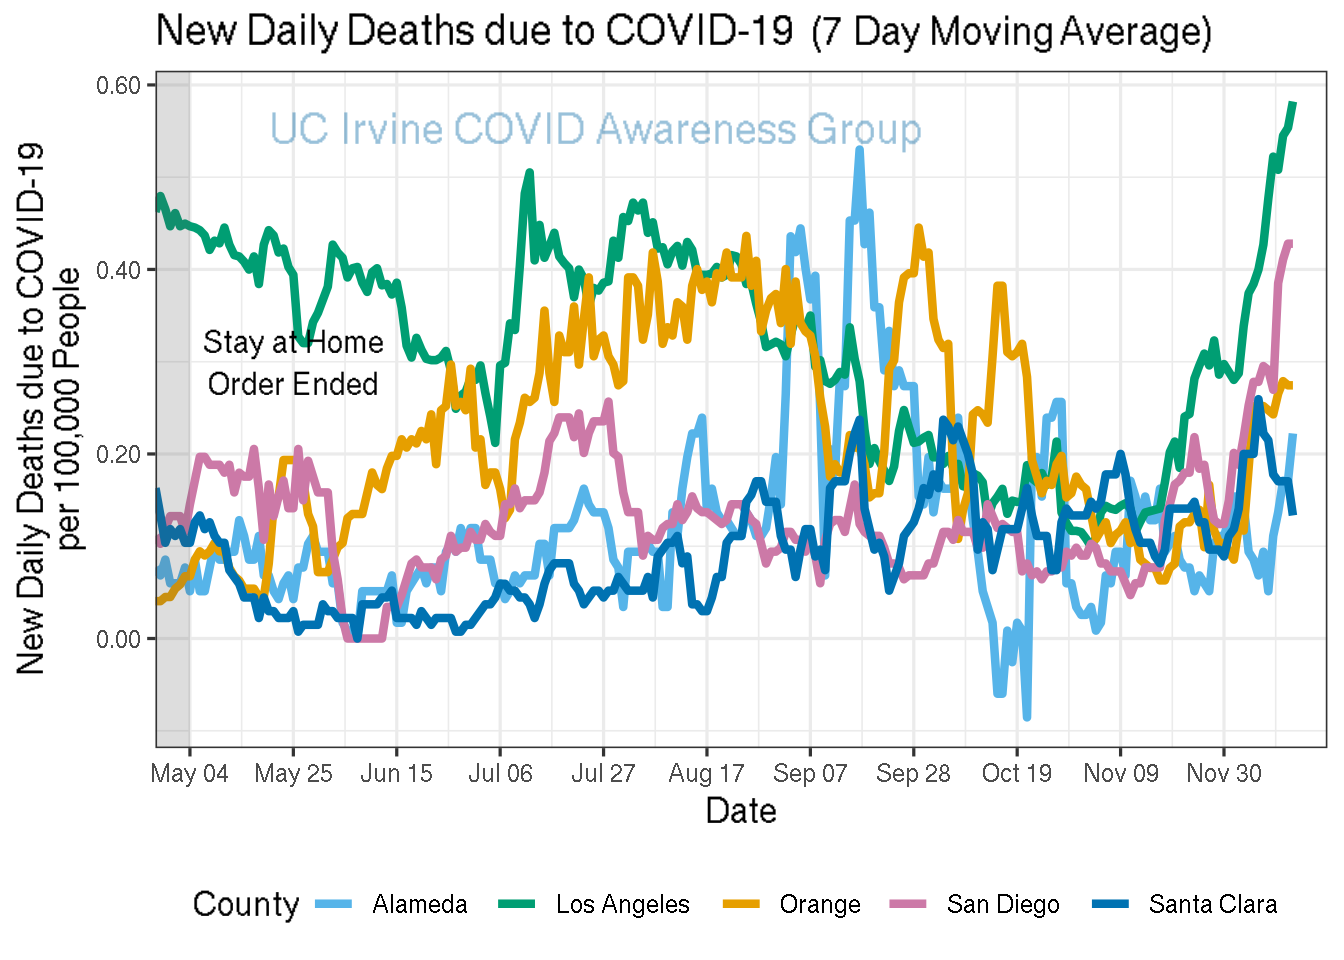 New Daily Deaths due to COVID-19 (7 Day Moving Average)
New Daily Deaths due to COVID-19
per 100,000 People
0.60
0.40
0.20
0.00
UC Irvine COVID Awareness Group
Stay at Home
Order Ended
May 04 May 25 Jun 15 Jul 06 Jul 27 Aug 17 Sep 07 Sep 28 Oct 19 Nov 09 Nov 30
Date
County Alameda Los Angeles Orange San Diego Santa Clara